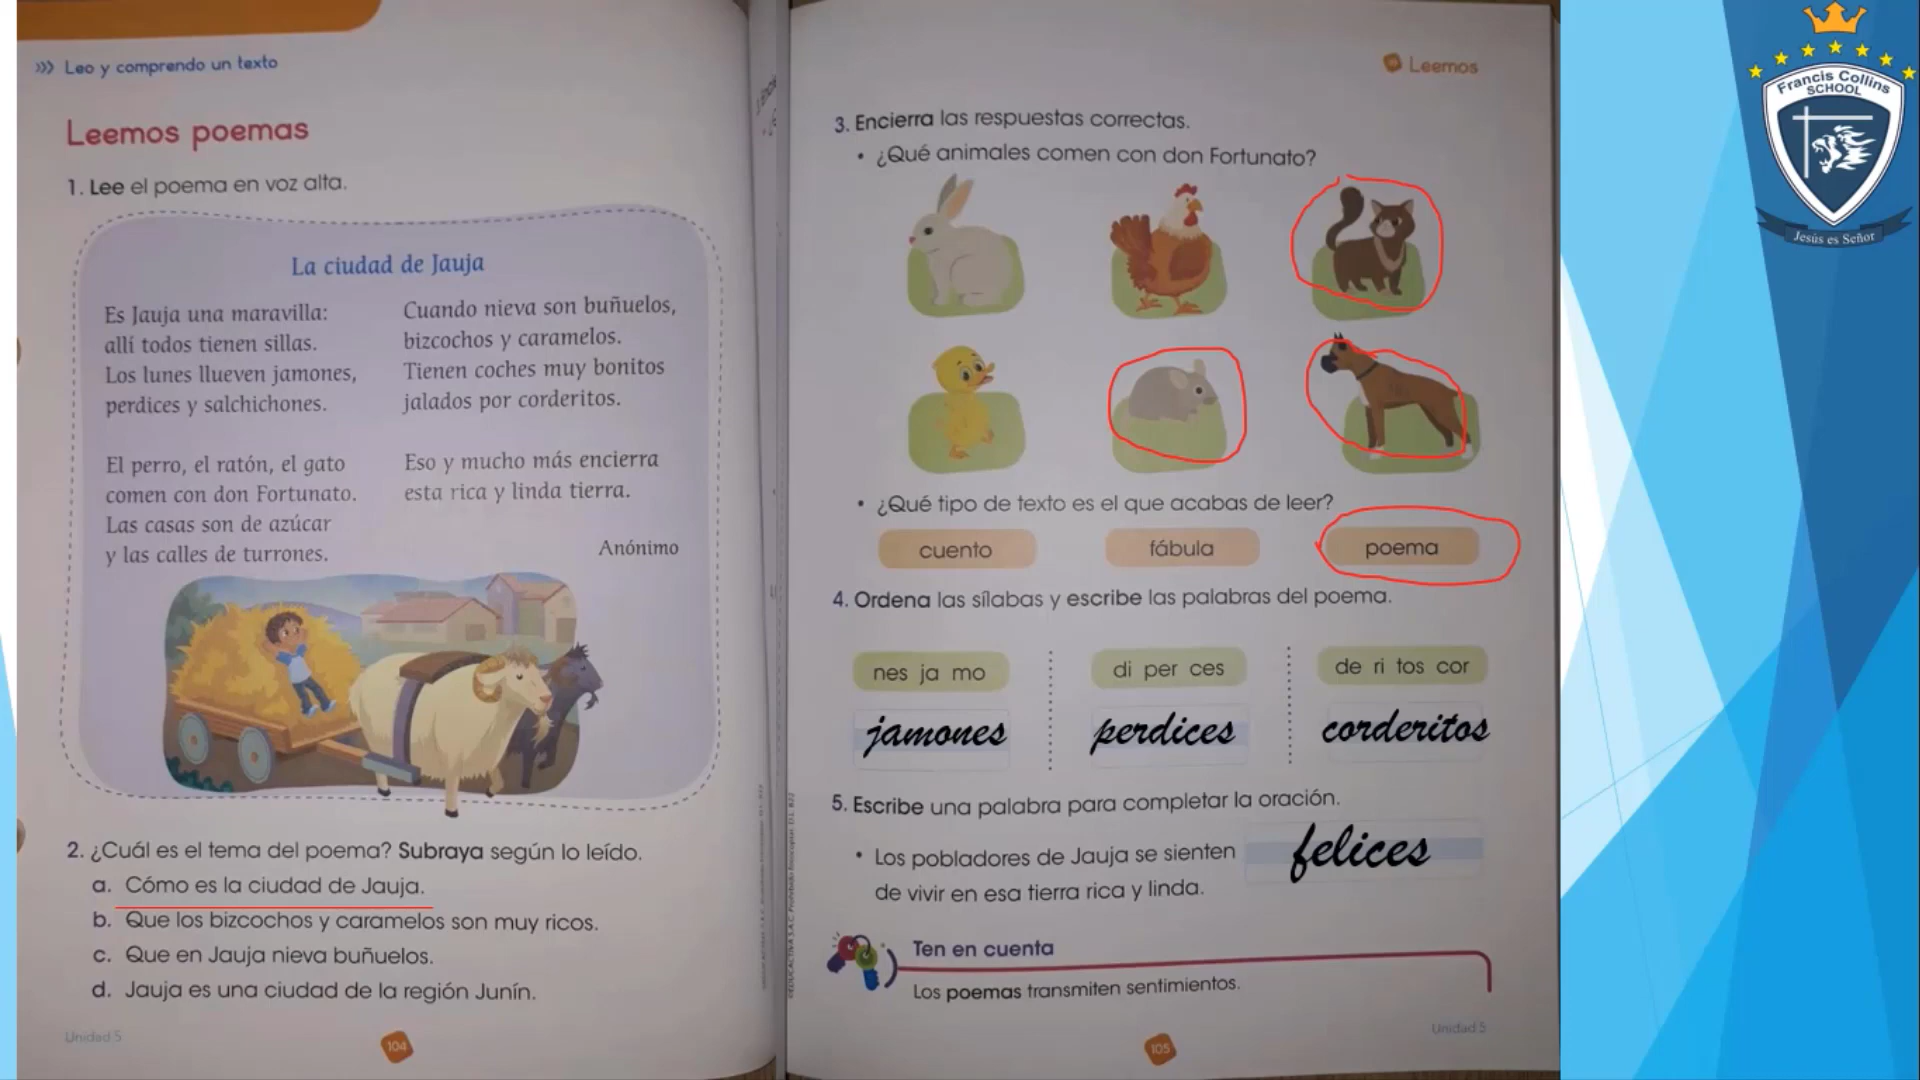 >>> Leo y comprendo un texto
Leemos poemas
1. Lee el poema en voz alta.
La ciudad de Jauja
Es Jauja una maravilla:
allí todos tienen sillas.
Los lunes llueven jamones,
perdices y salchichones.
El perro, el ratón, el gato
comen con don Fortunato.
Las casas son de azúcar
y las calles de turrones.
Cuando nieva son buñuelos,
bizcochos y caramelos.
Tienen coches muy bonitos
jalados por corderitos.
Eso y mucho más encierra
esta rica y linda tierra.
Anónimo
2. ¿Cuál es el tema del poema? Subraya según lo leído.
a. Cómo es la ciudad de Jauja.
b. Que los bizcochos y caramelos son muy ricos.
c. Que en Jauja nieva buñuelos.
d. Jauja es una ciudad de la región Junín.
Unidad 5
104
Leemos
3. Encierra las respuestas correctas.
• ¿Qué animales comen con don Fortunato?
• ¿Qué tipo de texto es el que acabas de leer?
cuento fábula poema
4. Ordena las sílabas y escribe las palabras del poema.
nes ja mo di per ces de ri tos cor
jamones perdices corderitos
5. Escribe una palabra para completar la oración.
• Los pobladores de Jauja se sienten felices
de vivir en esa tierra rica y linda.
Ten en cuenta
Los poemas transmiten sentimientos.
Unidad 5
105
Francis Collins
SCHOOL
Jesús es Señor